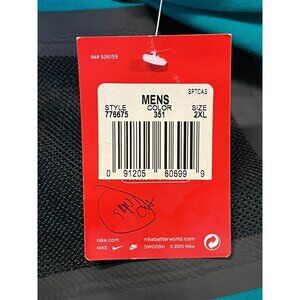 IM# 526159
SPTCAS
MENS
STYLE COLOR SIZE
776675 351 2XL
0 91205 60699 9
nike.com nikebetterworld.com
NIKE SWOOSH ©2015 Nike